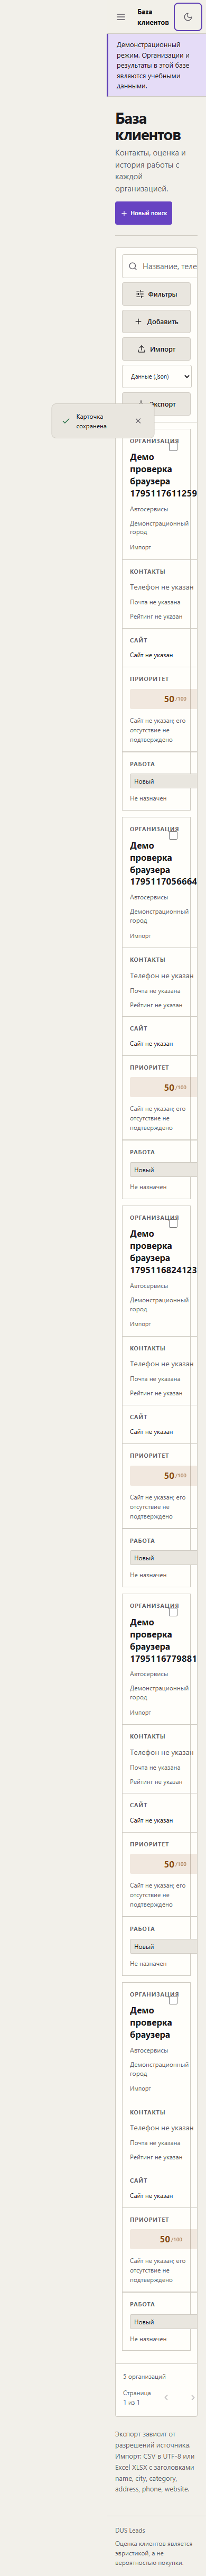 База
клиентов
Демонстрационный
режим. Организации и
результаты в этой базе
являются учебными
данными.
База
клиентов
Контакты, оценка и
история работы с
каждой
организацией.
Новый поиск
Название, теле
Фильтры
Добавить
Импорт
Данные (.json)
Экспорт
Карточка
сохранена
ОРГАНИЗАЦИЯ
Демо
проверка
браузера
1795117611259
Автосервисы
Демонстрационный
город
Импорт
КОНТАКТЫ
Телефон не указан
Почта не указана
Рейтинг не указан
САЙТ
Сайт не указан
ПРИОРИТЕТ
50/100
Сайт не указан; его
отсутствие не
подтверждено
РАБОТА
Новый
Не назначен
ОРГАНИЗАЦИЯ
Демо
проверка
браузера
1795117056664
Автосервисы
Демонстрационный
город
Импорт
КОНТАКТЫ
Телефон не указан
Почта не указана
Рейтинг не указан
САЙТ
Сайт не указан
ПРИОРИТЕТ
50/100
Сайт не указан; его
отсутствие не
подтверждено
РАБОТА
Новый
Не назначен
ОРГАНИЗАЦИЯ
Демо
проверка
браузера
1795116824123
Автосервисы
Демонстрационный
город
Импорт
КОНТАКТЫ
Телефон не указан
Почта не указана
Рейтинг не указан
САЙТ
Сайт не указан
ПРИОРИТЕТ
50/100
Сайт не указан; его
отсутствие не
подтверждено
РАБОТА
Новый
Не назначен
ОРГАНИЗАЦИЯ
Демо
проверка
браузера
1795116779881
Автосервисы
Демонстрационный
город
Импорт
КОНТАКТЫ
Телефон не указан
Почта не указана
Рейтинг не указан
САЙТ
Сайт не указан
ПРИОРИТЕТ
50/100
Сайт не указан; его
отсутствие не
подтверждено
РАБОТА
Новый
Не назначен
ОРГАНИЗАЦИЯ
Демо
проверка
браузера
Автосервисы
Демонстрационный
город
Импорт
КОНТАКТЫ
Телефон не указан
Почта не указана
Рейтинг не указан
САЙТ
Сайт не указан
ПРИОРИТЕТ
50/100
Сайт не указан; его
отсутствие не
подтверждено
РАБОТА
Новый
Не назначен
5 организаций
Страница
1 из 1
Экспорт зависит от
разрешений источника.
Импорт: CSV в UTF-8 или
Excel XLSX с заголовками
name, city, category,
address, phone, website.
DUS Leads
Оценка клиентов является
эвристикой, а не
вероятностью покупки.